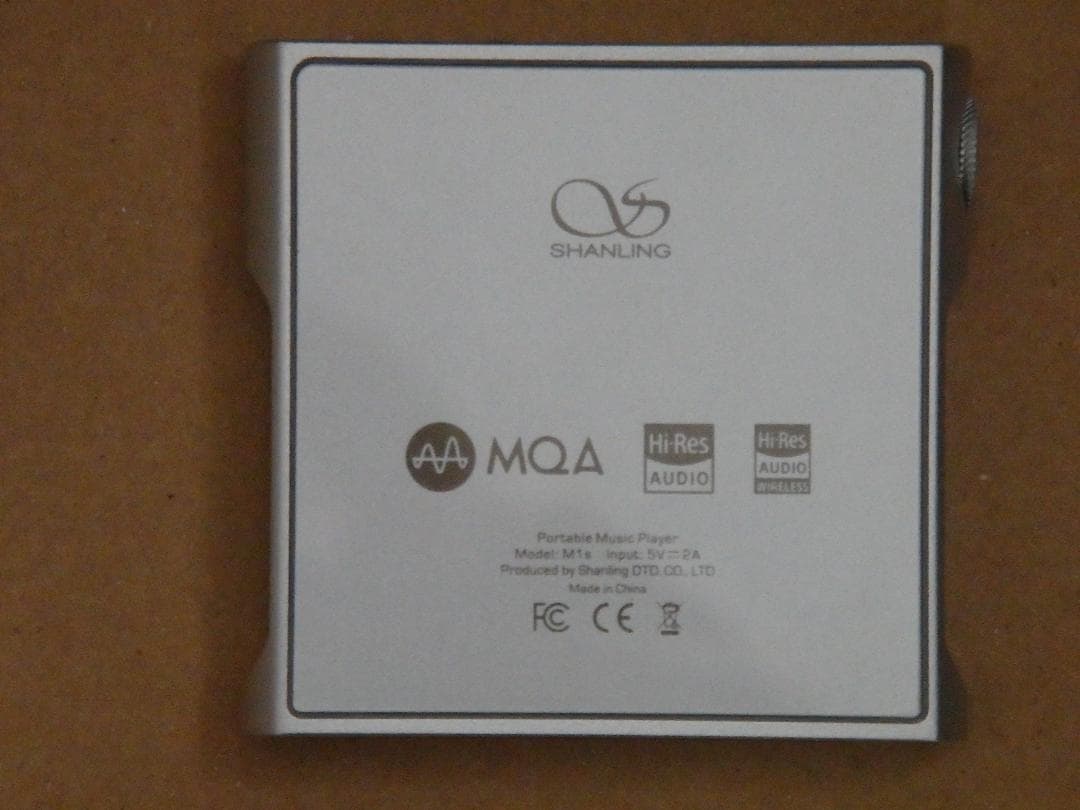 SHANLING
MQA
Hi-Res
AUDIO
Hi-Res
AUDIO
WIRELESS
Portable Music Player
Model: M1s Input: 5V⎓2A
Produced by Shanling DTD. CO., LTD
Made in China
FC CE